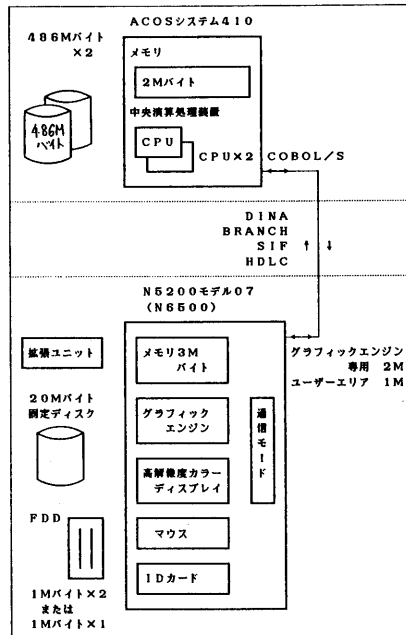 ACOSシステム410
486Mバイト
×2
メモリ
2Mバイト
中央演算処理装置
486M
バイト
CPU
CPU×2
COBOL/S
DINA
BRANCH
SIF ↑ ↓
HDLC
N5200モデル07
(N6500)
拡張ユニット
メモリ3M
バイト
グラフィックエンジン
専用 2M
ユーザーエリア 1M
20Mバイト
固定ディスク
グラフィック
エンジン
通信モード
高解像度カラー
ディスプレイ
FDD
マウス
IDカード
1Mバイト×2
または
1Mバイト×1